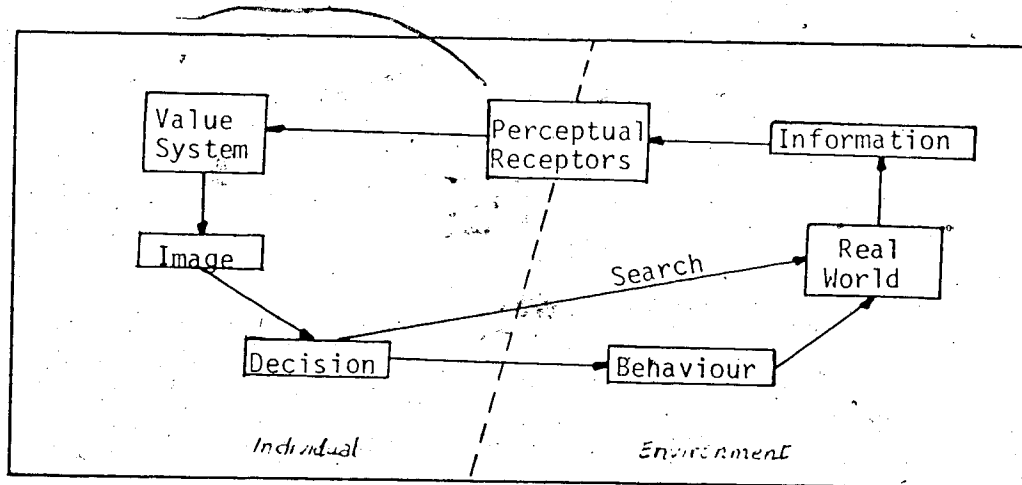 Value
System
Perceptual
Receptors
Information
Image
Search
Real
World
Decision
Behaviour
Individual
Environment